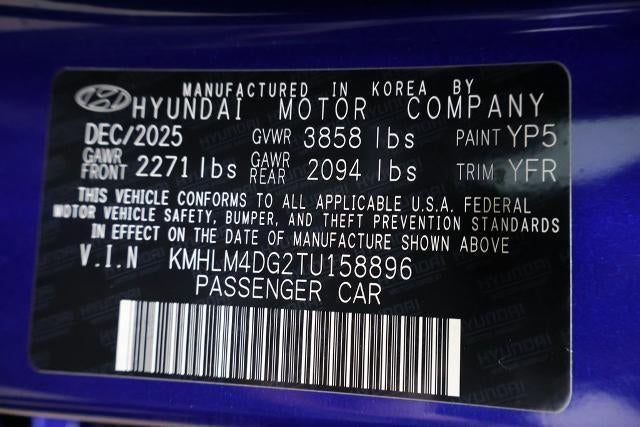 MANUFACTURED IN KOREA BY
HYUNDAI MOTOR COMPANY
DEC/2025 GVWR 3858 lbs PAINT YP5
GAWR FRONT 2271 lbs GAWR REAR 2094 lbs TRIM YFR
THIS VEHICLE CONFORMS TO ALL APPLICABLE U.S.A. FEDERAL
MOTOR VEHICLE SAFETY, BUMPER, AND THEFT PREVENTION STANDARDS
IN EFFECT ON THE DATE OF MANUFACTURE SHOWN ABOVE
V.I.N KMHLM4DG2TU158896
PASSENGER CAR